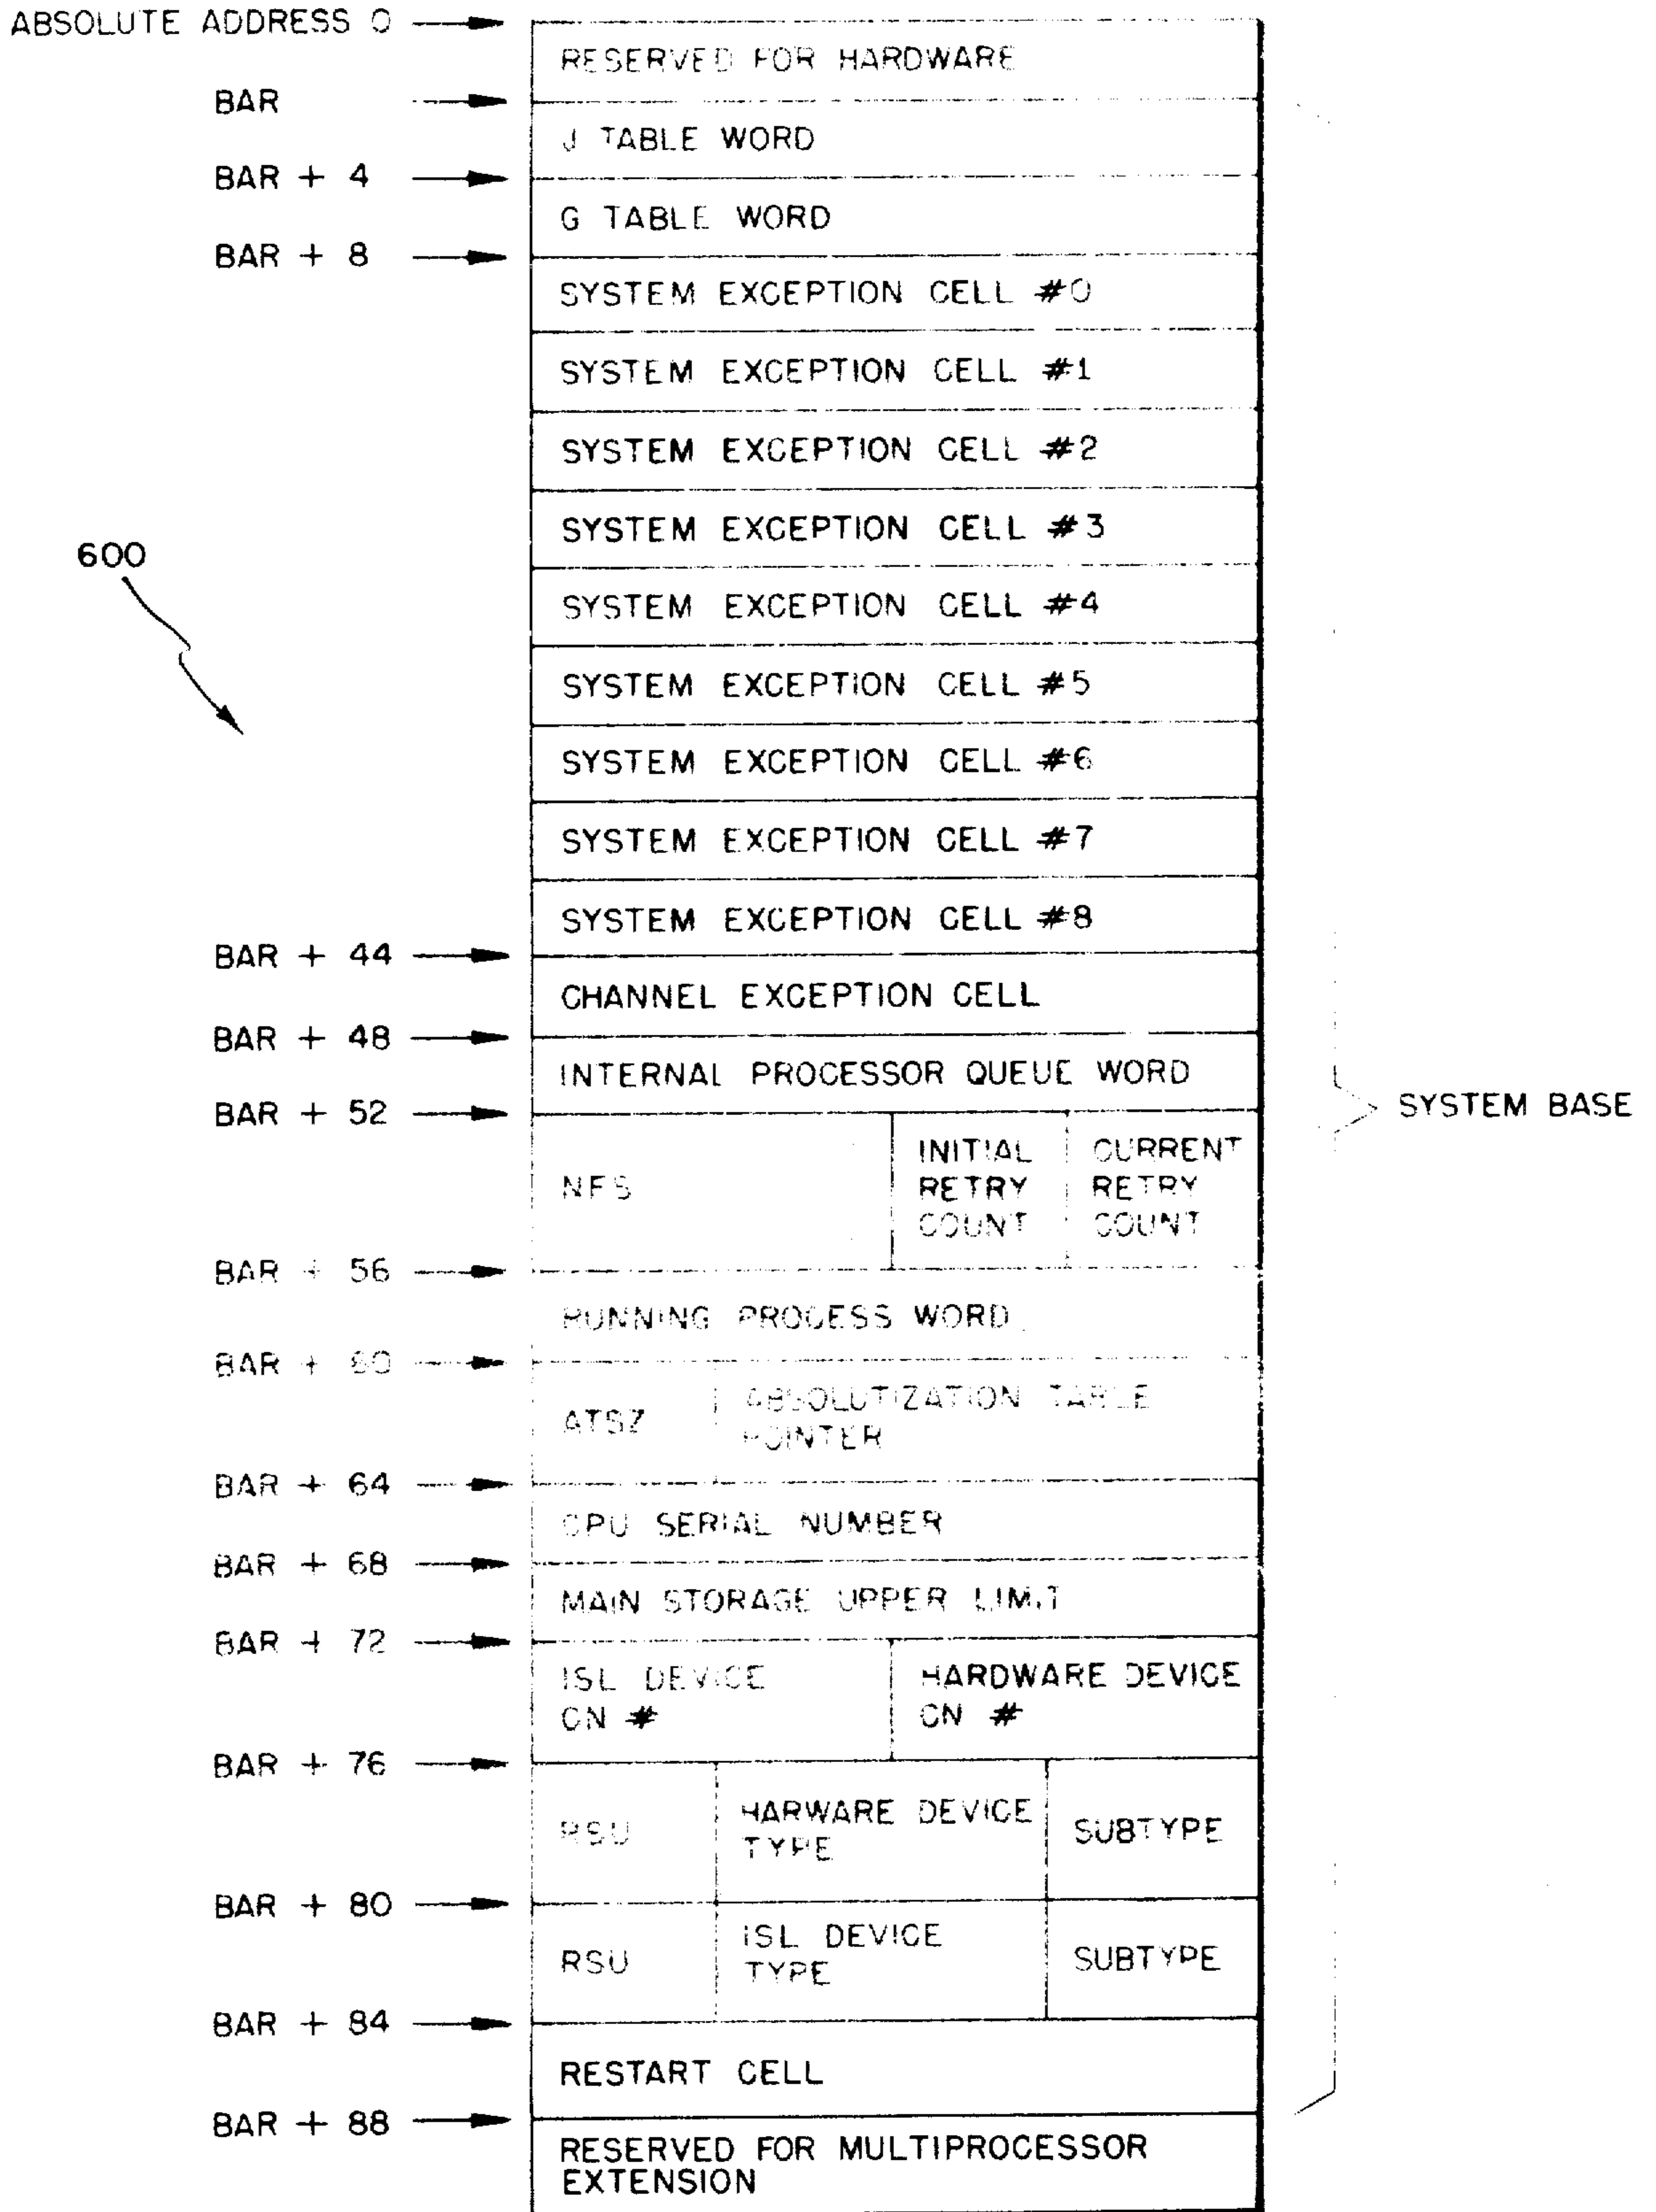 ABSOLUTE ADDRESS 0
RESERVED FOR HARDWARE
BAR
J TABLE WORD
BAR + 4
G TABLE WORD
BAR + 8
SYSTEM EXCEPTION CELL #0
SYSTEM EXCEPTION CELL #1
SYSTEM EXCEPTION CELL #2
SYSTEM EXCEPTION CELL #3
600
SYSTEM EXCEPTION CELL #4
SYSTEM EXCEPTION CELL #5
SYSTEM EXCEPTION CELL #6
SYSTEM EXCEPTION CELL #7
SYSTEM EXCEPTION CELL #8
BAR + 44
CHANNEL EXCEPTION CELL
BAR + 48
INTERNAL PROCESSOR QUEUE WORD
BAR + 52
SYSTEM BASE
NFS
INITIAL
RETRY
COUNT
CURRENT
RETRY
COUNT
BAR + 56
RUNNING PROCESS WORD
BAR + 60
ATSZ
ABSOLUTIZATION TABLE
POINTER
BAR + 64
CPU SERIAL NUMBER
BAR + 68
MAIN STORAGE UPPER LIMIT
BAR + 72
ISL DEVICE
CN #
HARDWARE DEVICE
CN #
BAR + 76
RSU
HARWARE DEVICE
TYPE
SUBTYPE
BAR + 80
RSU
ISL DEVICE
TYPE
SUBTYPE
BAR + 84
RESTART CELL
BAR + 88
RESERVED FOR MULTIPROCESSOR
EXTENSION